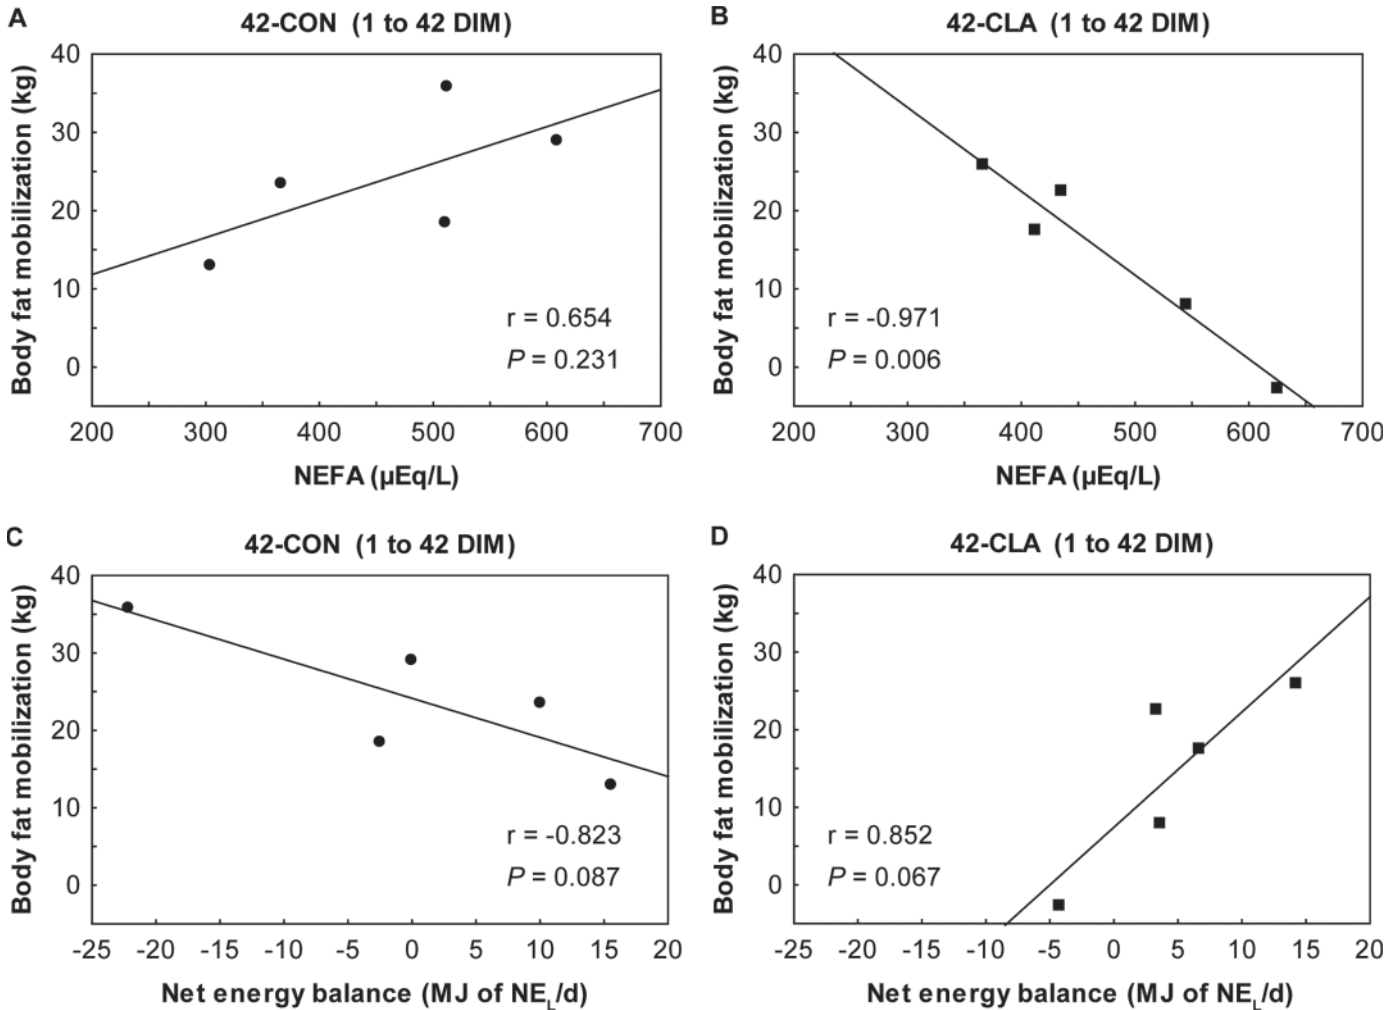 A
42-CON (1 to 42 DIM)
Body fat mobilization (kg)
40
30
20
10
0
r = 0.654
P = 0.231
200 300 400 500 600 700
NEFA (µEq/L)
B
42-CLA (1 to 42 DIM)
Body fat mobilization (kg)
40
30
20
10
0
r = -0.971
P = 0.006
200 300 400 500 600 700
NEFA (µEq/L)
C
42-CON (1 to 42 DIM)
Body fat mobilization (kg)
40
30
20
10
0
r = -0.823
P = 0.087
-25 -20 -15 -10 -5 0 5 10 15 20
Net energy balance (MJ of NEL/d)
D
42-CLA (1 to 42 DIM)
Body fat mobilization (kg)
40
30
20
10
0
r = 0.852
P = 0.067
-25 -20 -15 -10 -5 0 5 10 15 20
Net energy balance (MJ of NEL/d)